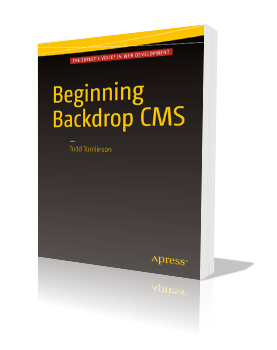 THE EXPERT'S VOICE® IN WEB DEVELOPMENT
Beginning
Backdrop CMS
Todd Tomlinson
Apress®